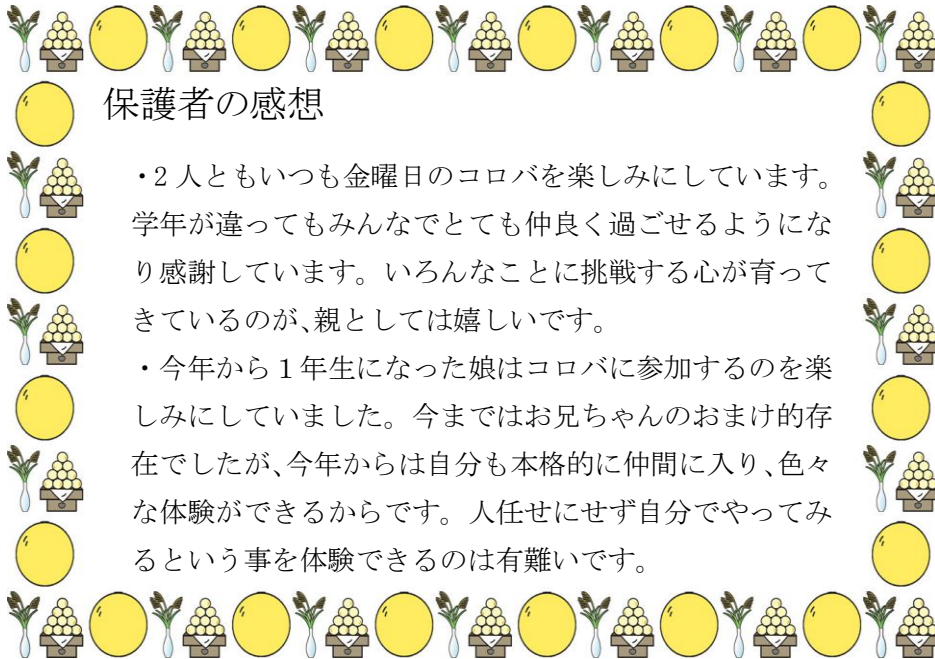 保護者の感想
・2人ともいつも金曜日のコロバを楽しみにしています。
学年が違ってもみんなでとても仲良く過ごせるようにな
り感謝しています。いろんなことに挑戦する心が育って
きているのが、親としては嬉しいです。
・今年から１年生になった娘はコロバに参加するのを楽
しみにしていました。今まではお兄ちゃんのおまけ的存
在でしたが、今年からは自分も本格的に仲間に入り、色々
な体験ができるからです。人任せにせず自分でやってみ
るという事を体験できるのは有難いです。